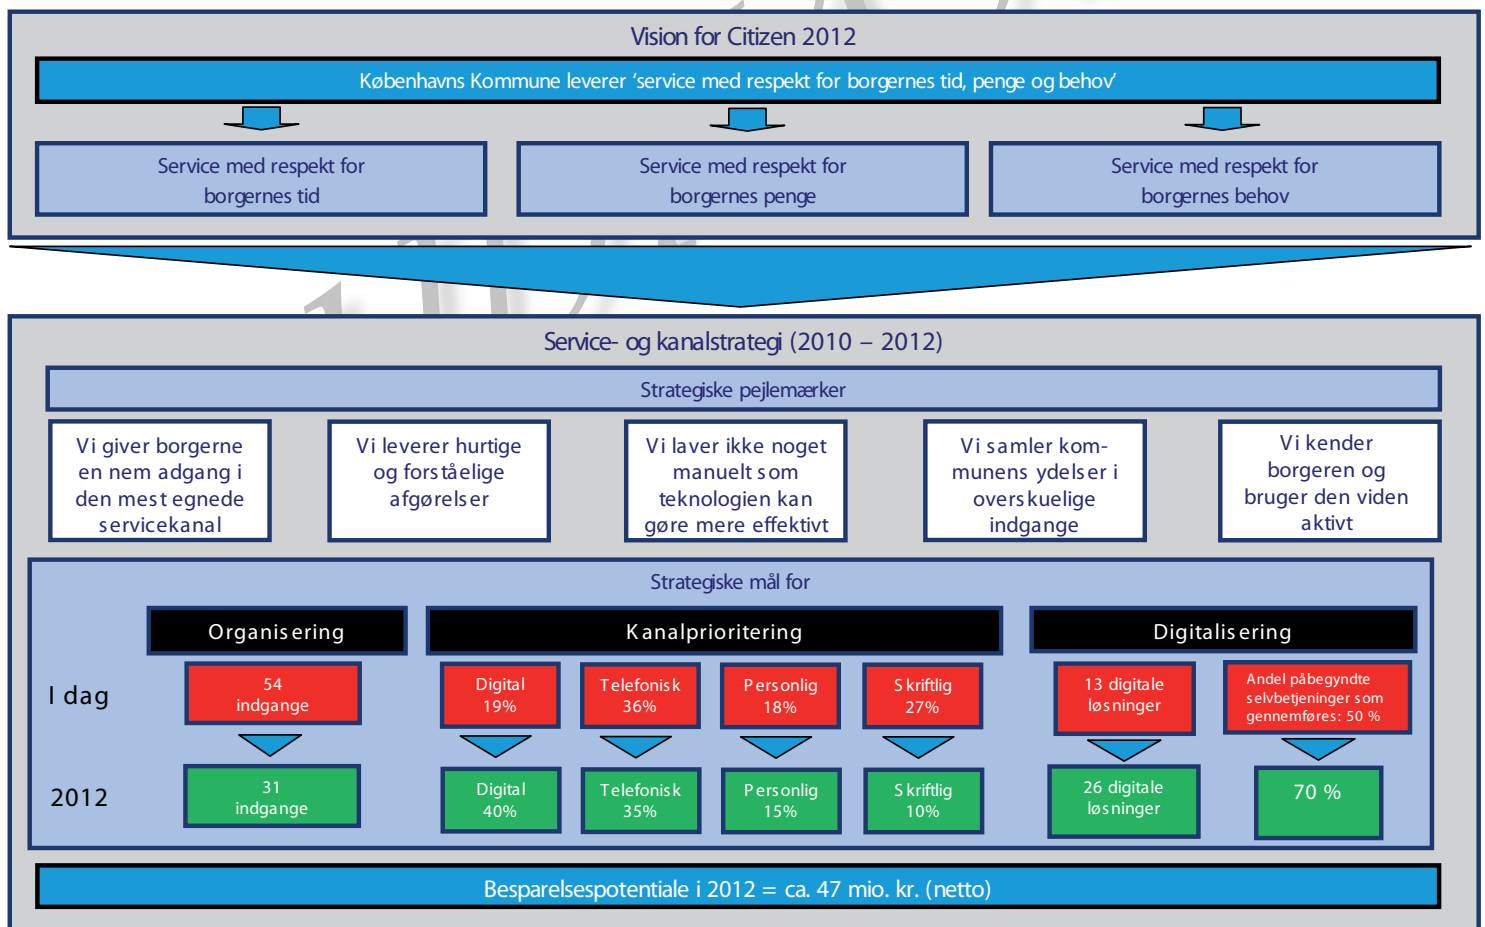 Vision for Citizen 2012
Københavns Kommune leverer ‘service med respekt for borgernes tid, penge og behov’
Service med respekt for
borgernes tid
Service med respekt for
borgernes penge
Service med respekt for
borgernes behov
Service- og kanalstrategi (2010 – 2012)
Strategiske pejlemærker
Vi giver borgerne
en nem adgang i
den mest egnede
servicekanal
Vi leverer hurtige
og forståelige
afgørelser
Vi laver ikke noget
manuelt som
teknologien kan
gøre mere effektivt
Vi samler kom-
munens ydelser i
overskuelige
indgange
Vi kender
borgeren og
bruger den viden
aktivt
Strategiske mål for
Organisering
Kanalprioritering
Digitalisering
I dag
54
indgange
Digital
19%
Telefonisk
36%
Personlig
18%
Skriftlig
27%
13 digitale
løsninger
Andel påbegyndte
selvbetjeninger som
gennemføres: 50 %
2012
31
indgange
Digital
40%
Telefonisk
35%
Personlig
15%
Skriftlig
10%
26 digitale
løsninger
70 %
Besparelsespotentiale i 2012 = ca. 47 mio. kr. (netto)